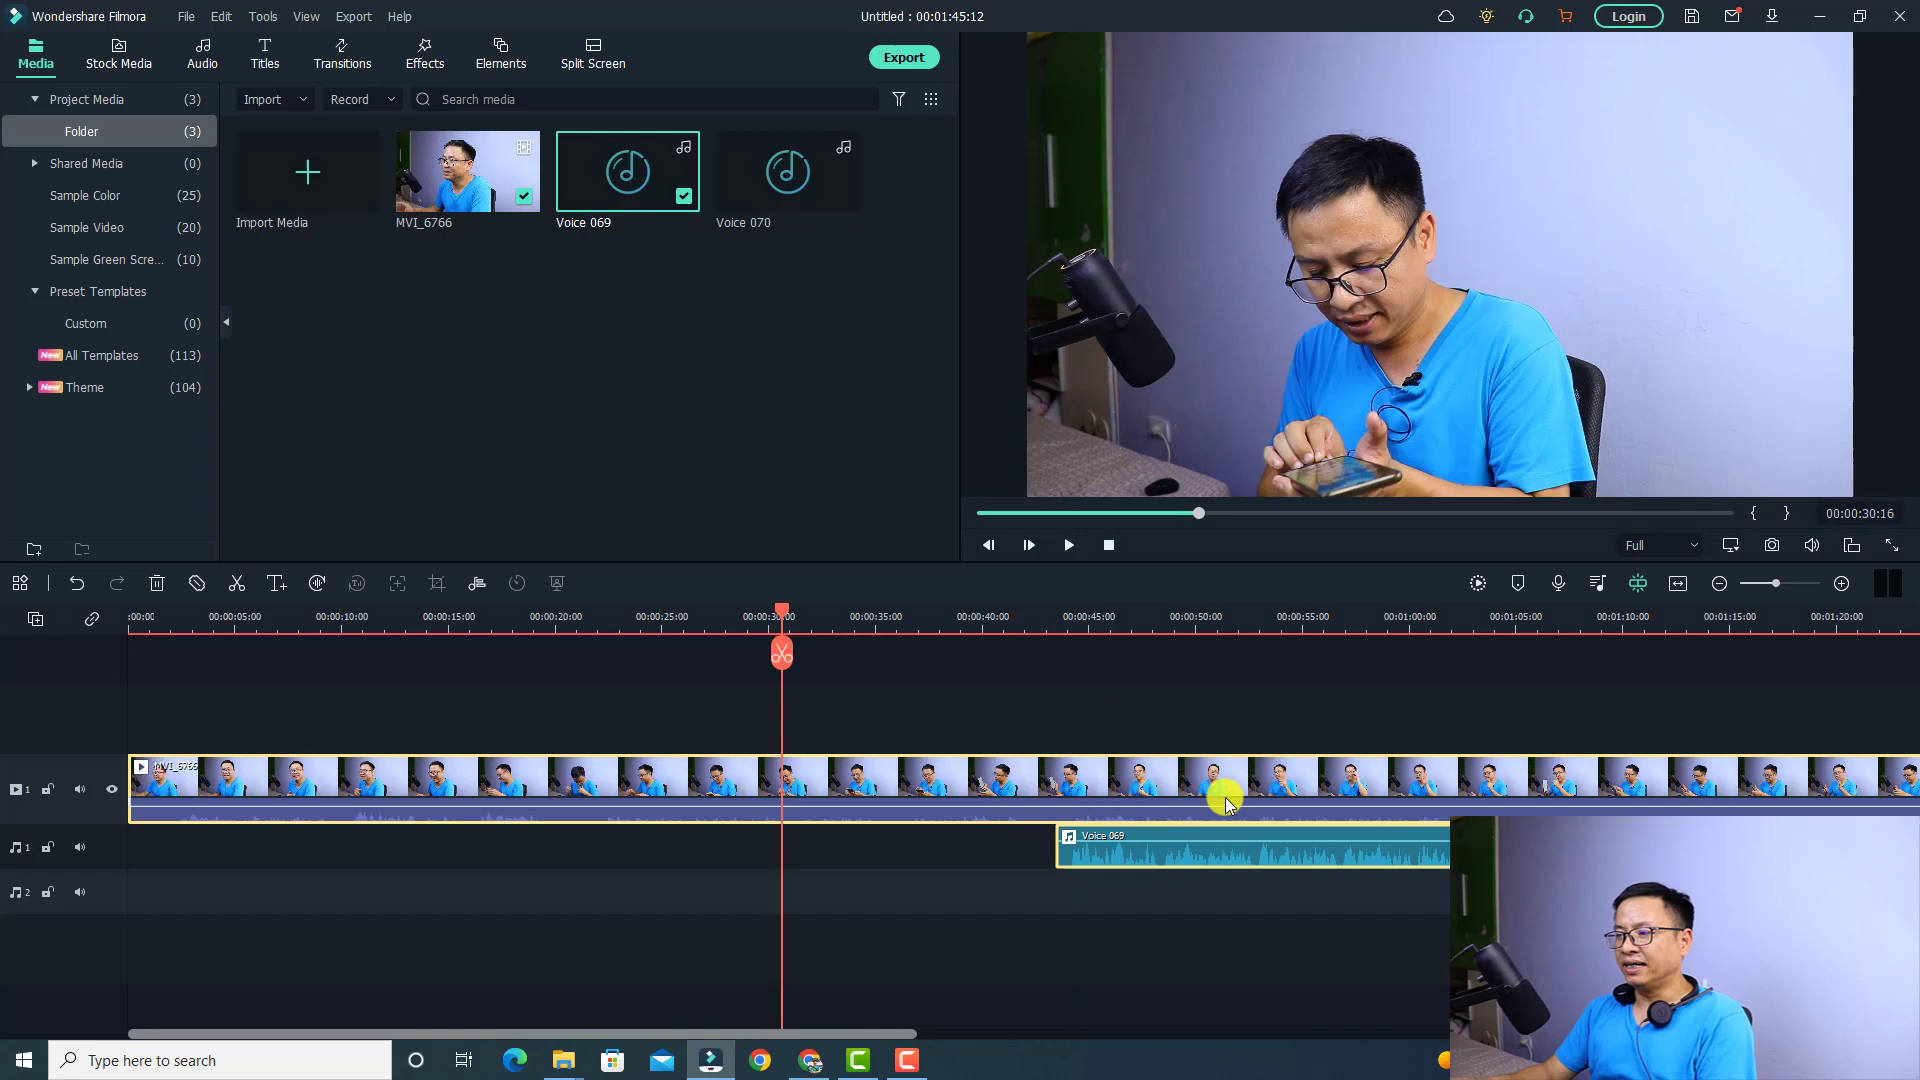 Wondershare Filmora File Edit Tools View Export Help Untitled : 00:01:45:12 Login
Media Stock Media Audio Titles Transitions Effects Elements Split Screen Export
Project Media (3)
Folder (3)
Shared Media (0)
Sample Color (25)
Sample Video (20)
Sample Green Scre... (10)
Preset Templates
Custom (0)
New All Templates (113)
New Theme (104)
Import Record Search media
Import Media MVI_6766 Voice 069 Voice 070
{ } 00:00:30:16
Full
:00:00 00:00:05:00 00:00:10:00 00:00:15:00 00:00:20:00 00:00:25:00 00:00:30:00 00:00:35:00 00:00:40:00 00:00:45:00 00:00:50:00 00:00:55:00 00:01:00:00 00:01:05:00 00:01:10:00 00:01:15:00 00:01:20:00
MVI_6766
1
Voice 069
1
2
Type here to search